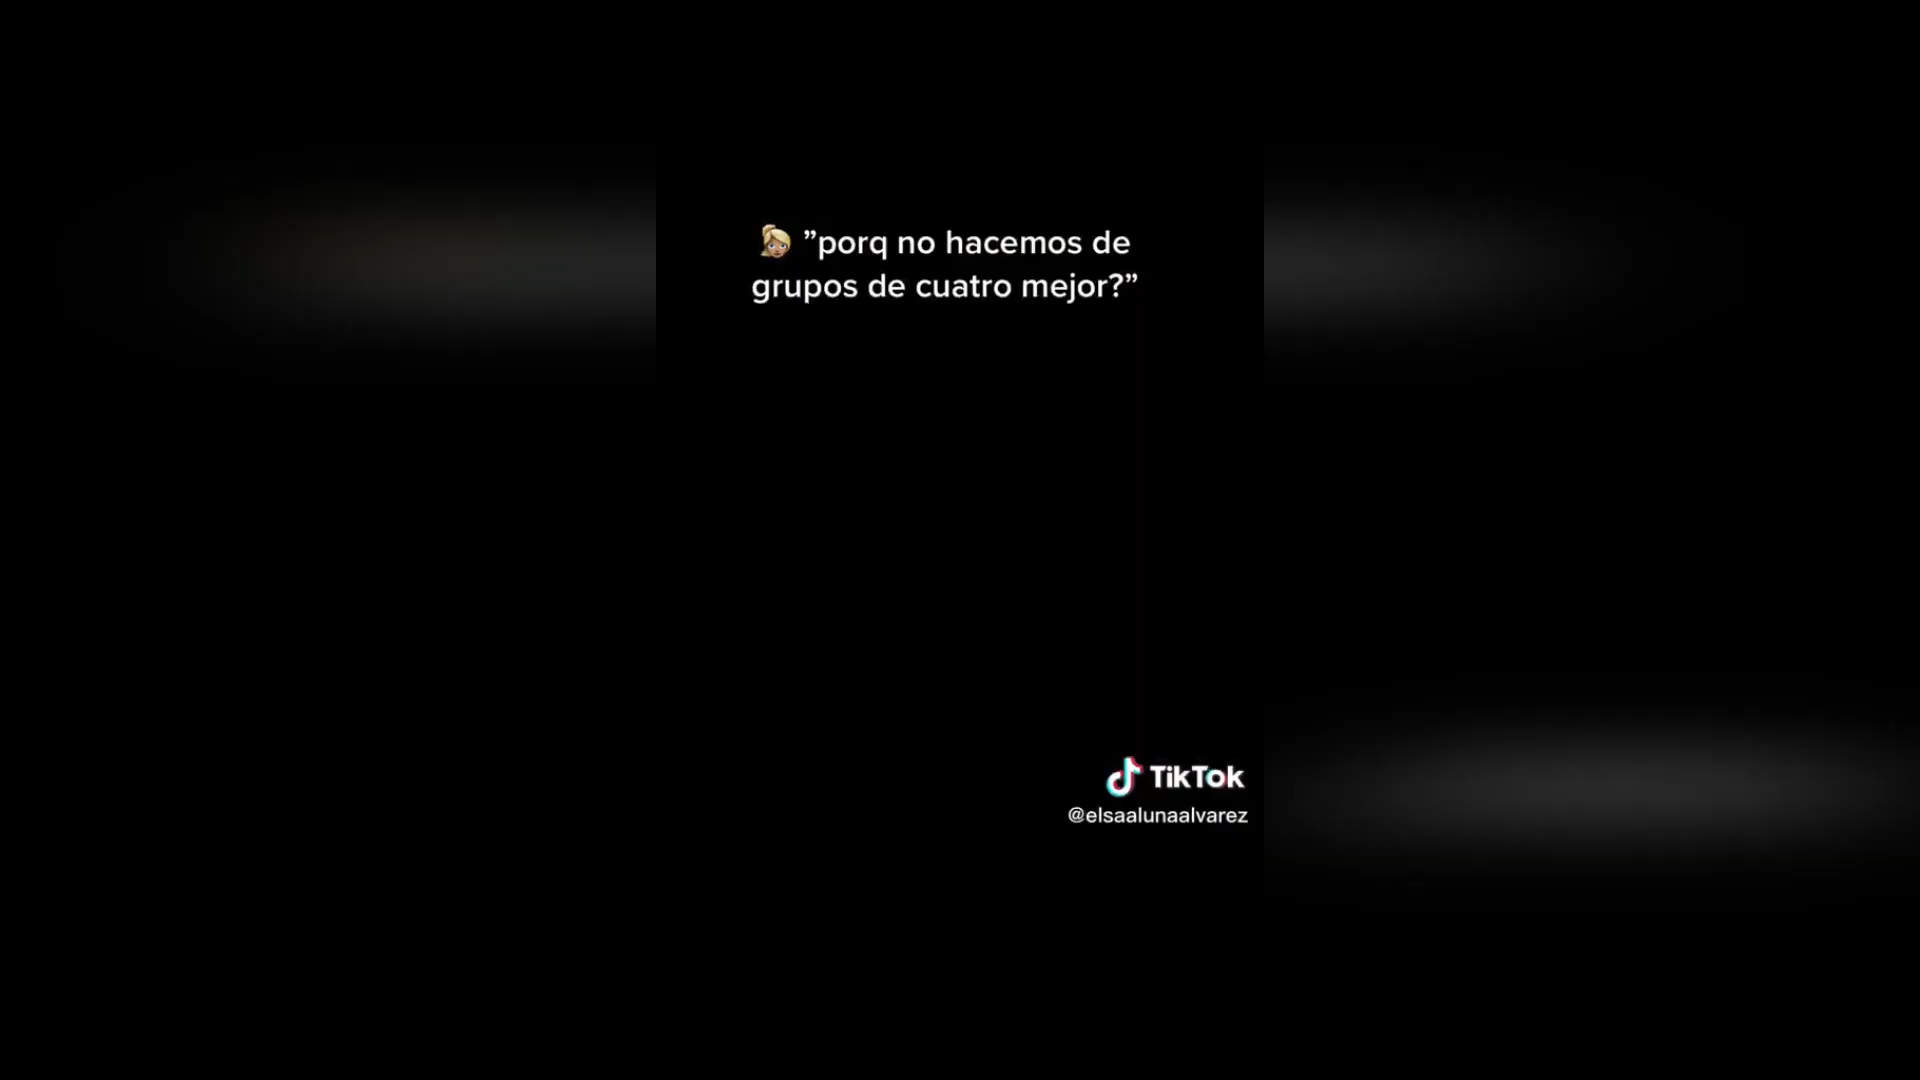 👱🏼‍♀️ ”porq no hacemos de
grupos de cuatro mejor?”
TikTok
@elsaalunaalvarez